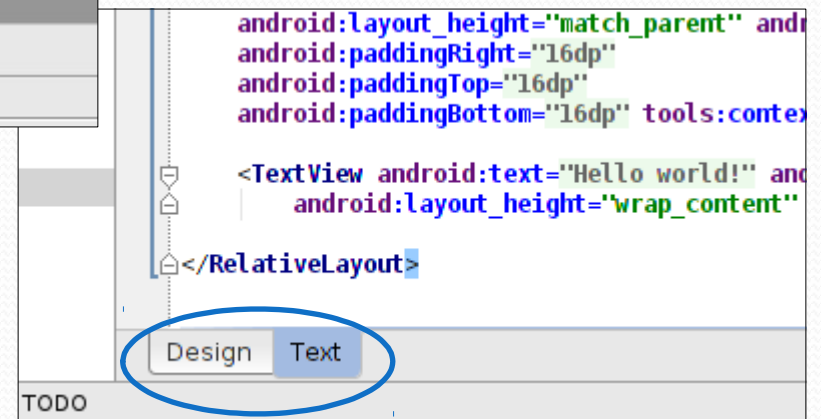 android:layout_height="match_parent" andr
android:paddingRight="16dp"
android:paddingTop="16dp"
android:paddingBottom="16dp" tools:contex
<TextView android:text="Hello world!" and
android:layout_height="wrap_content"
</RelativeLayout>
Design Text
TODO